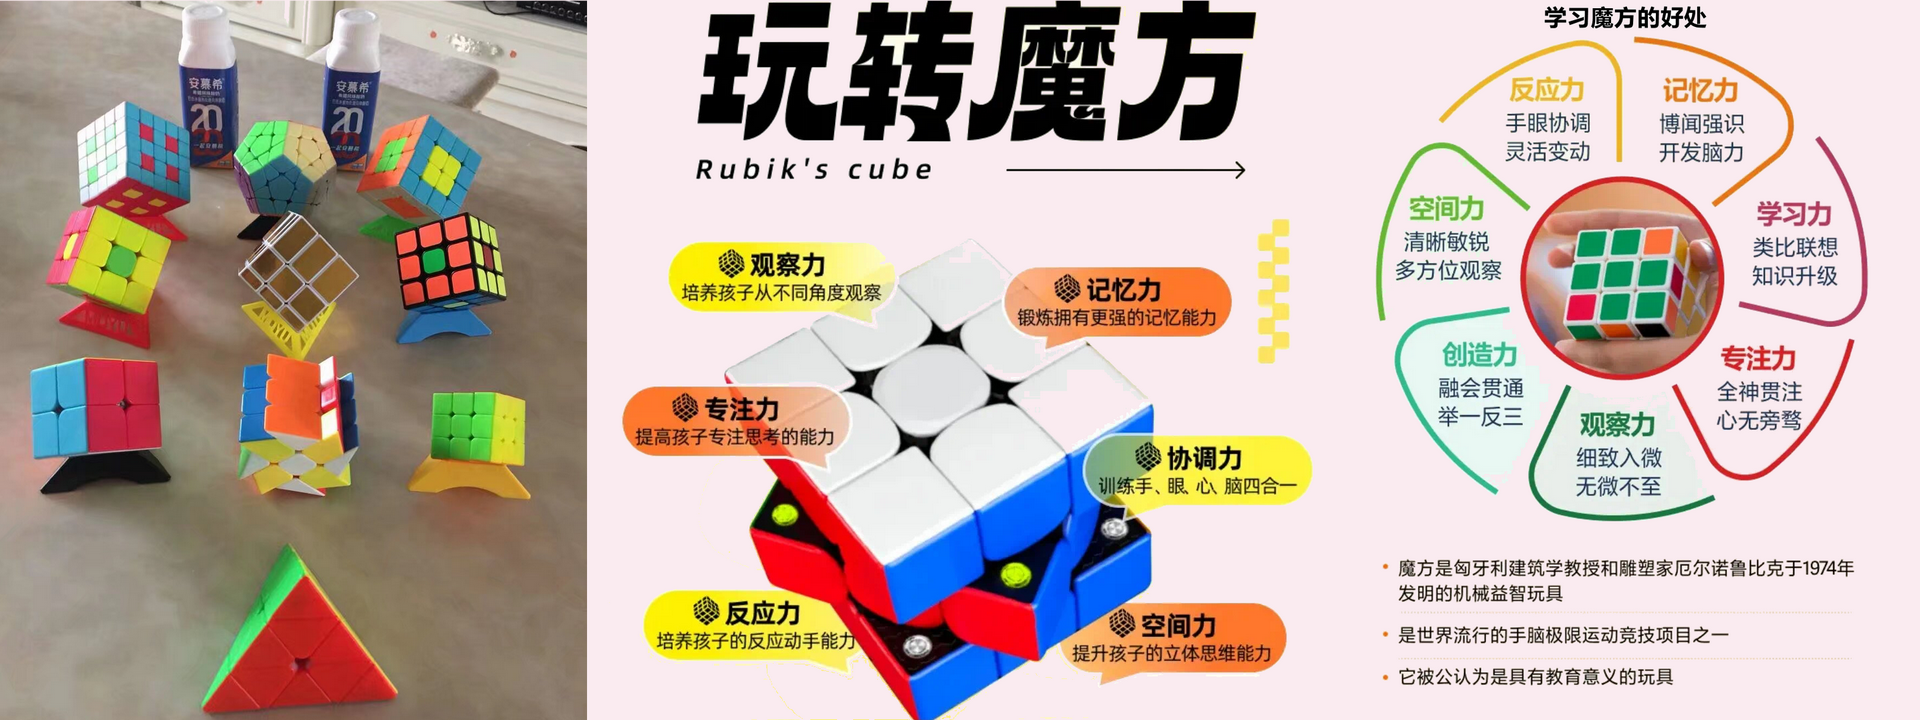 安慕希
20
安慕希
20
MOYU
玩转魔方
Rubik's cube
观察力
培养孩子从不同角度观察
记忆力
锻炼拥有更强的记忆能力
专注力
提高孩子专注思考的能力
协调力
训练手、眼、心、脑四合一
反应力
培养孩子的反应动手能力
空间力
提升孩子的立体思维能力
学习魔方的好处
反应力
手眼协调
灵活变动
记忆力
博闻强识
开发脑力
空间力
清晰敏锐
多方位观察
学习力
类比联想
知识升级
创造力
融会贯通
举一反三
专注力
全神贯注
心无旁骛
观察力
细致入微
无微不至
魔方是匈牙利建筑学教授和雕塑家厄尔诺鲁比克于1974年
发明的机械益智玩具
是世界流行的手脑极限运动竞技项目之一
它被公认为是具有教育意义的玩具